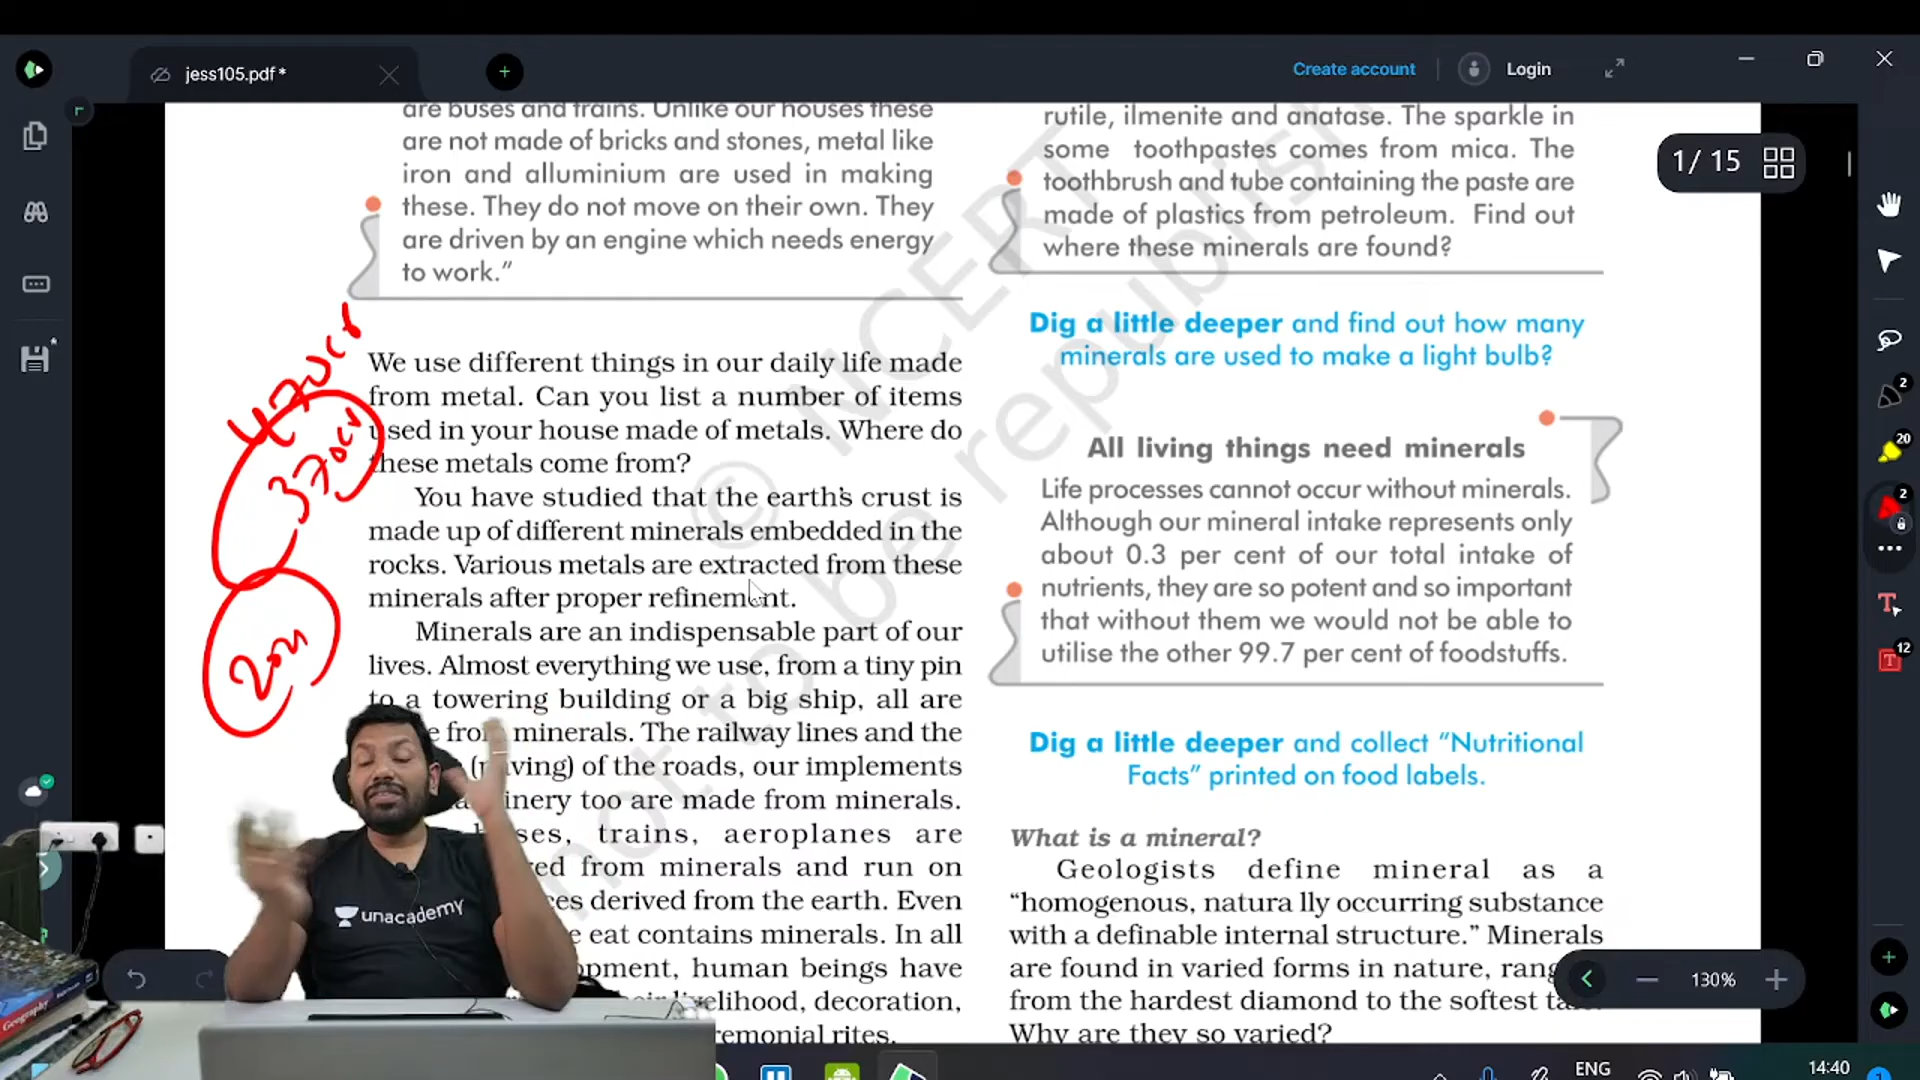 jess105.pdf *
Create account
Login
1/ 15
are buses and trains. Unlike our houses these
are not made of bricks and stones, metal like
iron and alluminium are used in making
these. They do not move on their own. They
are driven by an engine which needs energy
to work.”
We use different things in our daily life made
from metal. Can you list a number of items
used in your house made of metals. Where do
these metals come from?
You have studied that the earth's crust is
made up of different minerals embedded in the
rocks. Various metals are extracted from these
minerals after proper refinement.
Minerals are an indispensable part of our
lives. Almost everything we use, from a tiny pin
to a towering building or a big ship, all are
from minerals. The railway lines and the
of the roads, our implements
too are made from minerals.
trains, aeroplanes are
from minerals and run on
derived from the earth. Even
eat contains minerals. In all
human beings have
livelihood, decoration,
rites.
rutile, ilmenite and anatase. The sparkle in
some toothpastes comes from mica. The
toothbrush and tube containing the paste are
made of plastics from petroleum. Find out
where these minerals are found?
Dig a little deeper and find out how many
minerals are used to make a light bulb?
All living things need minerals
Life processes cannot occur without minerals.
Although our mineral intake represents only
about 0.3 per cent of our total intake of
nutrients, they are so potent and so important
that without them we would not be able to
utilise the other 99.7 per cent of foodstuffs.
Dig a little deeper and collect “Nutritional
Facts” printed on food labels.
What is a mineral?
Geologists define mineral as a
“homogenous, natura lly occurring substance
with a definable internal structure.” Minerals
are found in varied forms in nature,
from the hardest diamond to the softest
Why are they so varied?
© NCERT
not to be republis
370cr
unacademy
Geography
2
20
2
12
130%
ENG
14:40